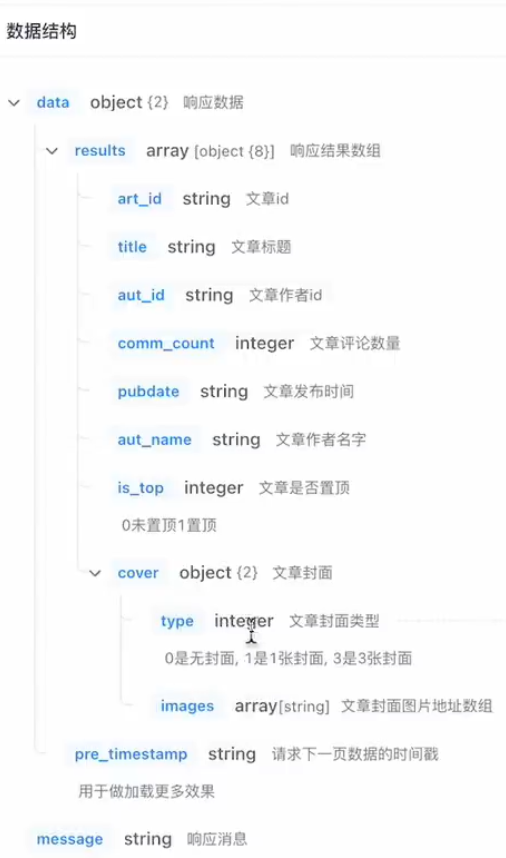 数据结构
data object {2} 响应数据
results array [object {8}] 响应结果数组
art_id string 文章id
title string 文章标题
aut_id string 文章作者id
comm_count integer 文章评论数量
pubdate string 文章发布时间
aut_name string 文章作者名字
is_top integer 文章是否置顶
0未置顶1置顶
cover object {2} 文章封面
type integer 文章封面类型
0是无封面, 1是1张封面, 3是3张封面
images array[string] 文章封面图片地址数组
pre_timestamp string 请求下一页数据的时间戳
用于做加载更多效果
message string 响应消息